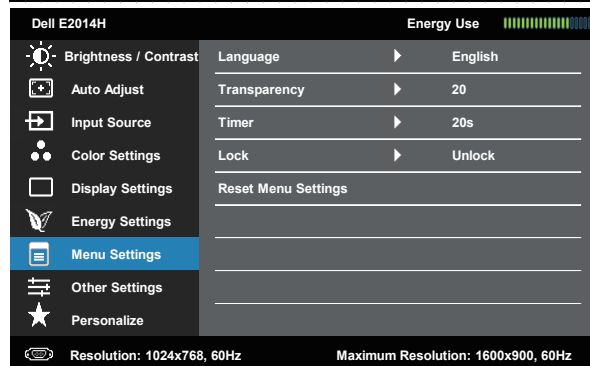 Dell E2014H Energy Use
Brightness / Contrast Language English
Auto Adjust Transparency 20
Input Source Timer 20s
Color Settings Lock Unlock
Display Settings Reset Menu Settings
Energy Settings
Menu Settings
Other Settings
Personalize
Resolution: 1024x768, 60Hz Maximum Resolution: 1600x900, 60Hz